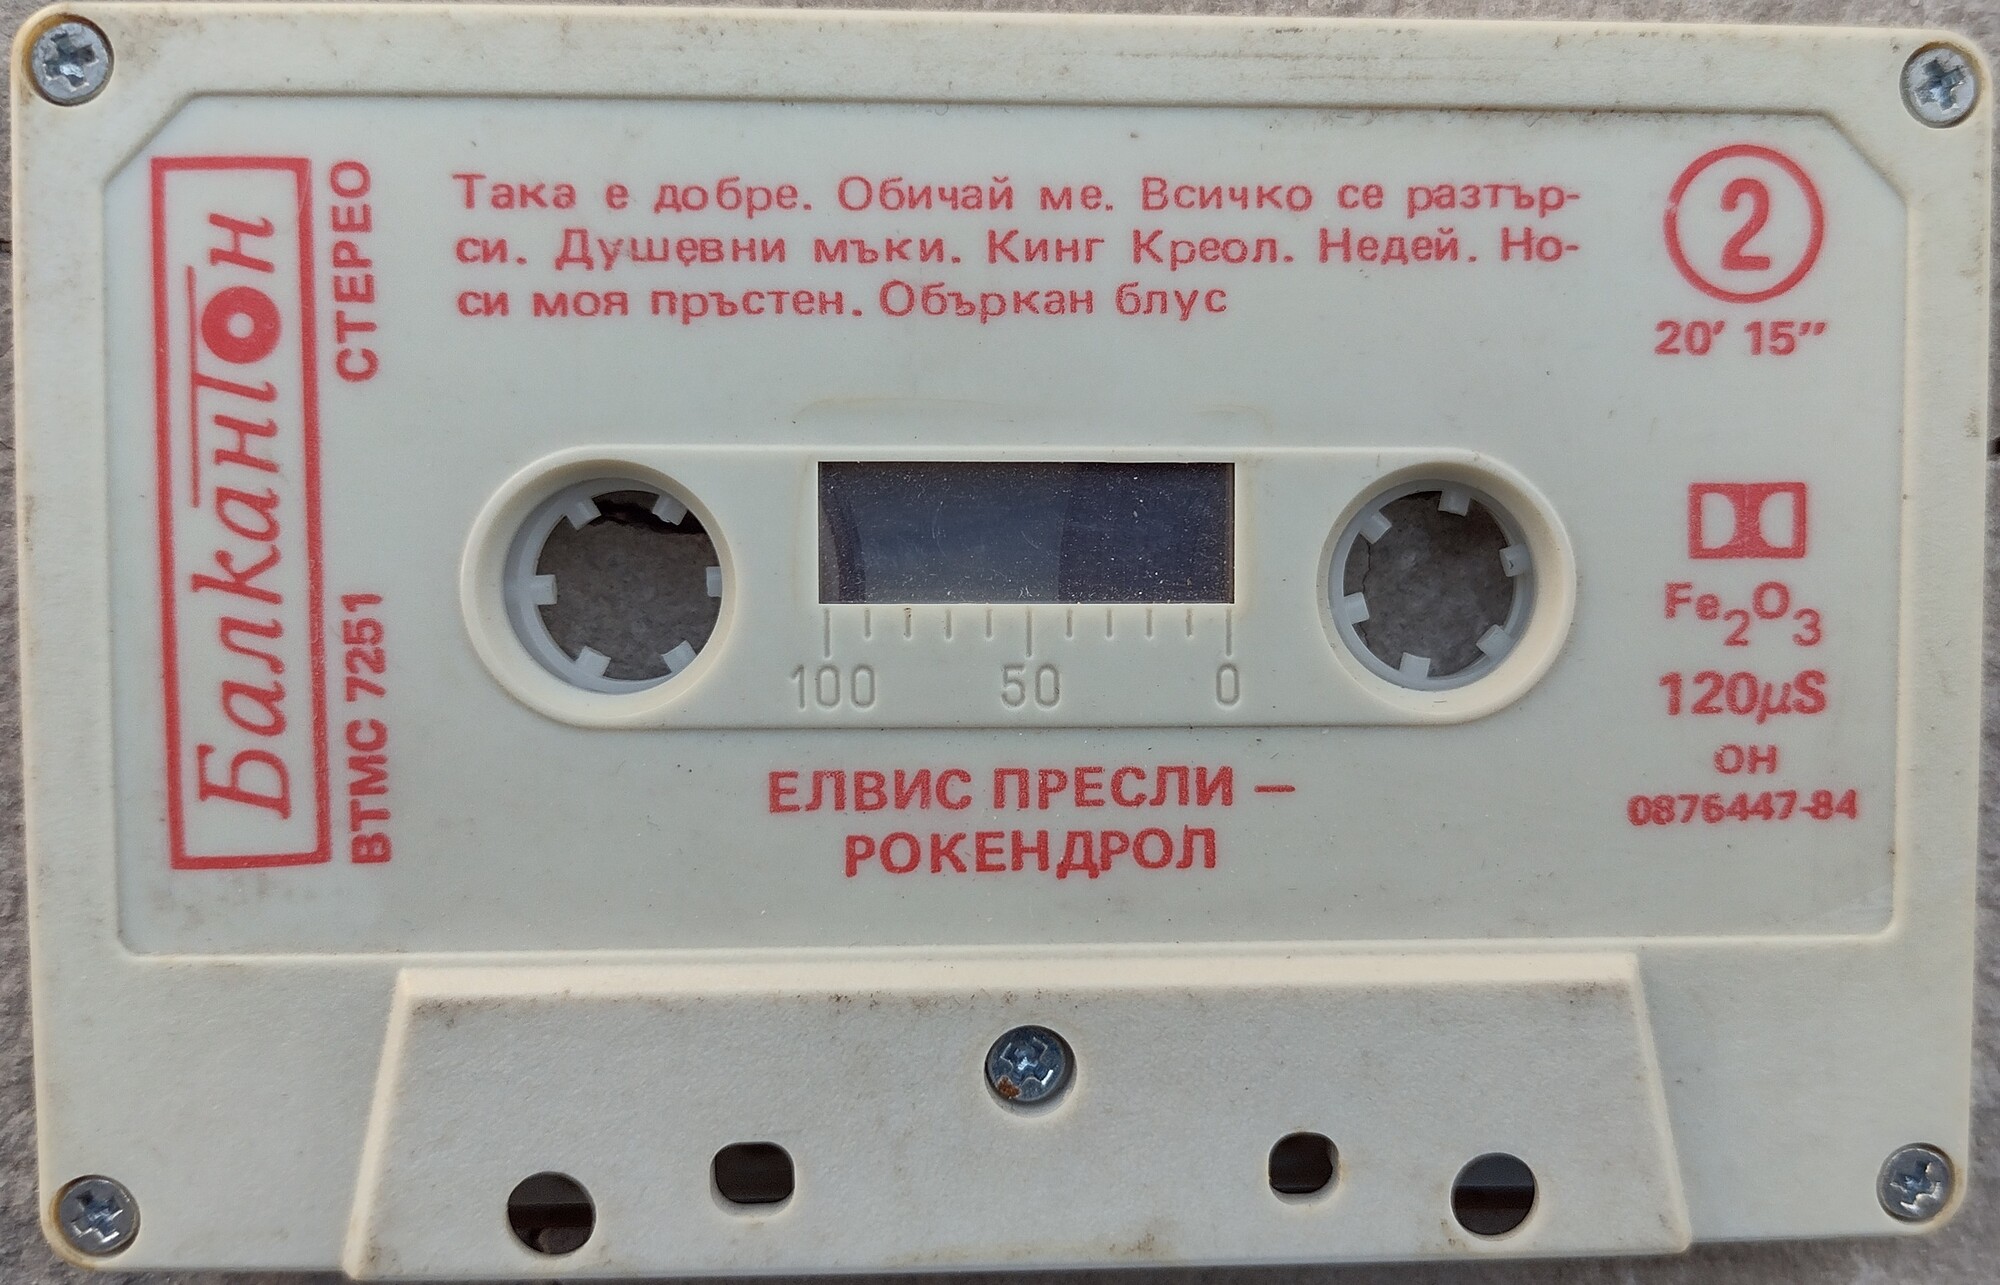 Балкантон
СТЕРЕО
ВТМС 7251
Така е добре. Обичай ме. Всичко се разтър-
си. Душевни мъки. Кинг Креол. Недей. Но-
си моя пръстен. Объркан блус
2
20' 15"
100 50 0
Fe2O3
120µS
ОН
0876447-84
ЕЛВИС ПРЕСЛИ –
РОКЕНДРОЛ